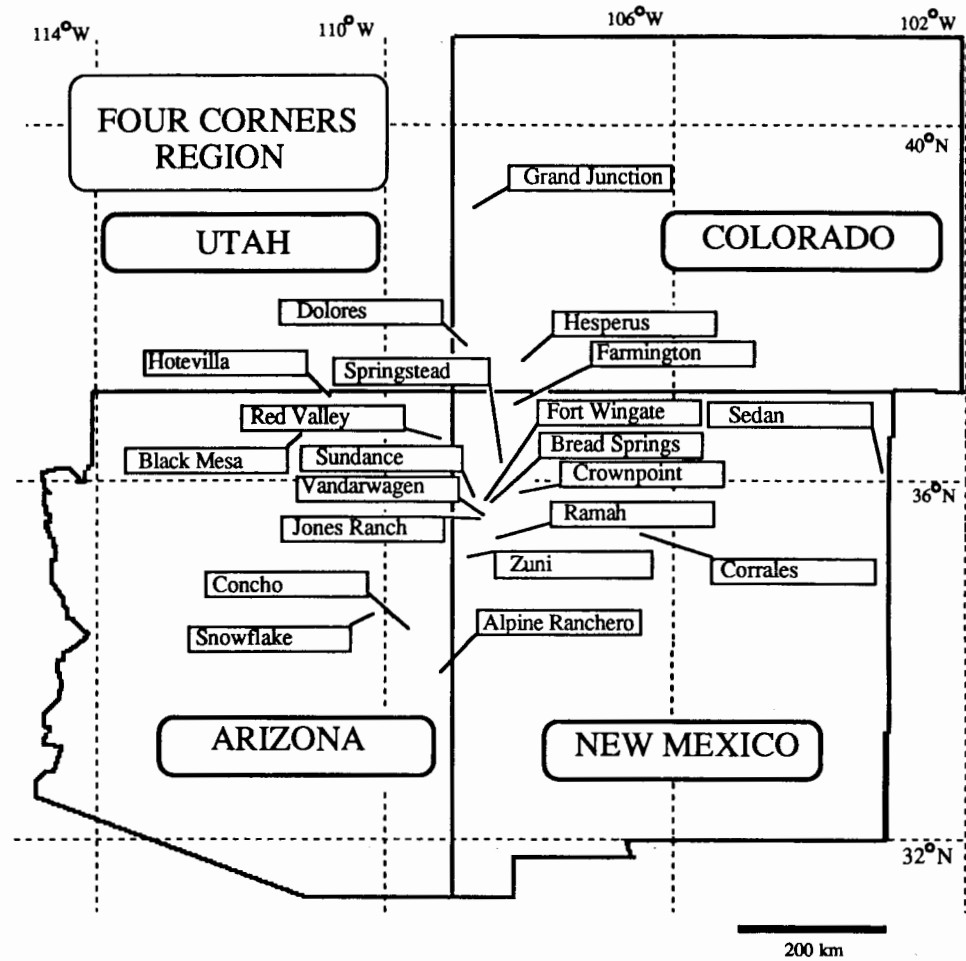 114°W
110°W
106°W
102°W
FOUR CORNERS
REGION
40°N
Grand Junction
UTAH
COLORADO
Dolores
Hesperus
Hotevilla
Springstead
Farmington
Red Valley
Fort Wingate
Sedan
Black Mesa
Sundance
Bread Springs
Crownpoint
Vandarwagen
36°N
Jones Ranch
Ramah
Zuni
Corrales
Concho
Snowflake
Alpine Ranchero
ARIZONA
NEW MEXICO
32°N
200 km